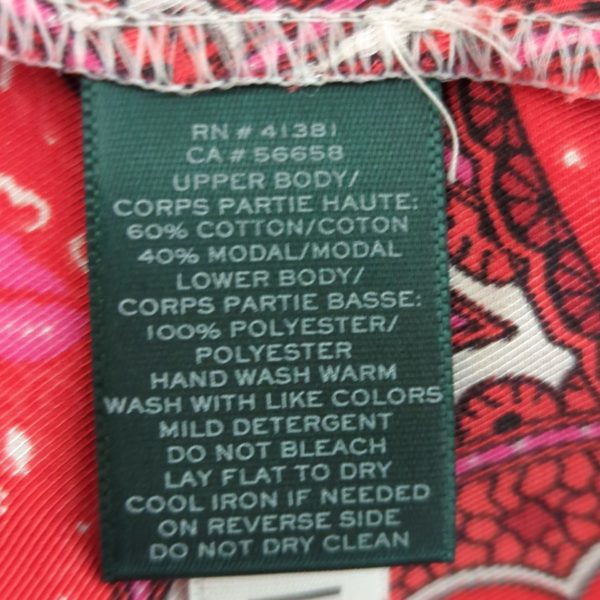 RN # 41381
CA # 56658
UPPER BODY/
CORPS PARTIE HAUTE:
60% COTTON/COTON
40% MODAL/MODAL
LOWER BODY/
CORPS PARTIE BASSE:
100% POLYESTER/
POLYESTER
HAND WASH WARM
WASH WITH LIKE COLORS
MILD DETERGENT
DO NOT BLEACH
LAY FLAT TO DRY
COOL IRON IF NEEDED
ON REVERSE SIDE
DO NOT DRY CLEAN